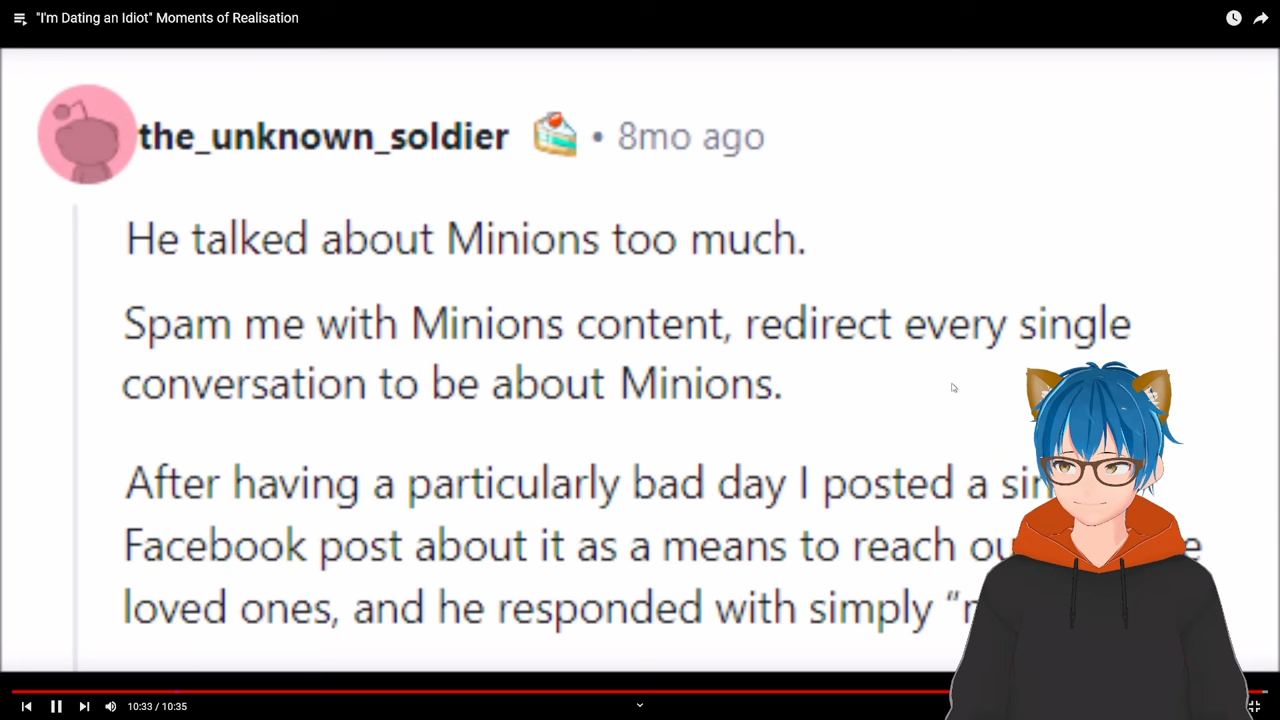 "I'm Dating an Idiot" Moments of Realisation
the_unknown_soldier • 8mo ago
He talked about Minions too much.
Spam me with Minions content, redirect every single
conversation to be about Minions.
After having a particularly bad day I posted a
Facebook post about it as a means to reach
loved ones, and he responded with simply
10:33 / 10:35